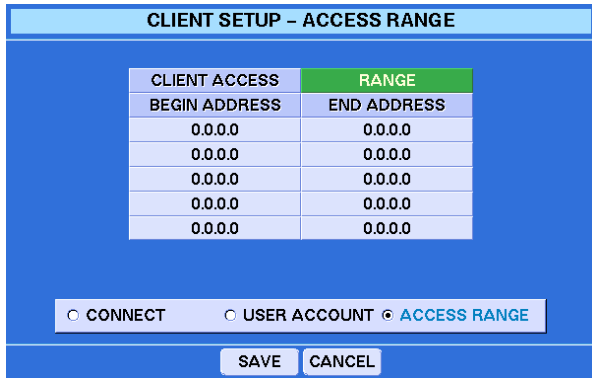 CLIENT SETUP – ACCESS RANGE
CLIENT ACCESS RANGE
BEGIN ADDRESS END ADDRESS
0.0.0.0 0.0.0.0
0.0.0.0 0.0.0.0
0.0.0.0 0.0.0.0
0.0.0.0 0.0.0.0
0.0.0.0 0.0.0.0
CONNECT USER ACCOUNT ACCESS RANGE
SAVE CANCEL